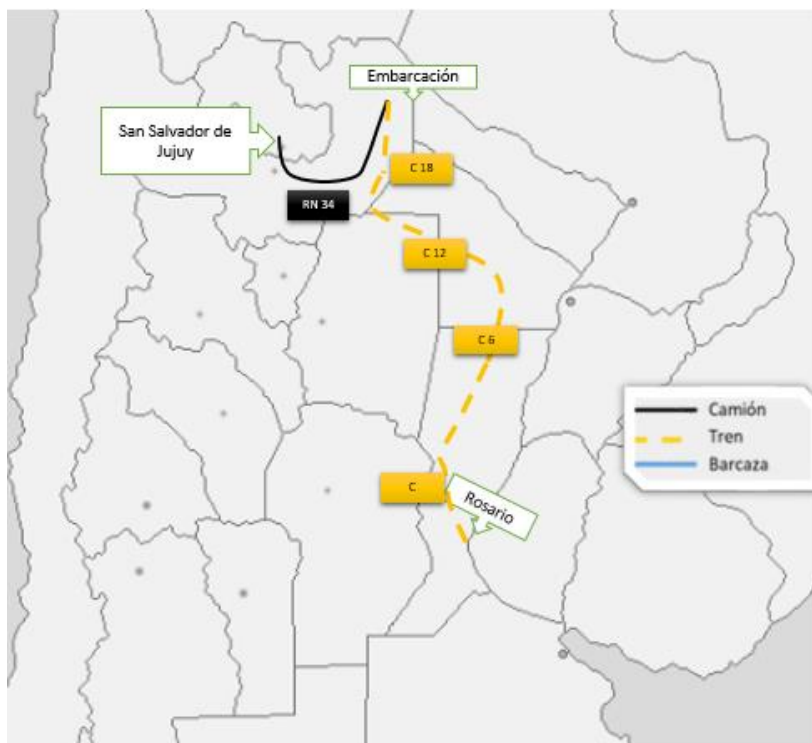 Embarcación
San Salvador de
Jujuy
C 18
RN 34
C 12
C 6
Camión
Tren
Barcaza
C
Rosario